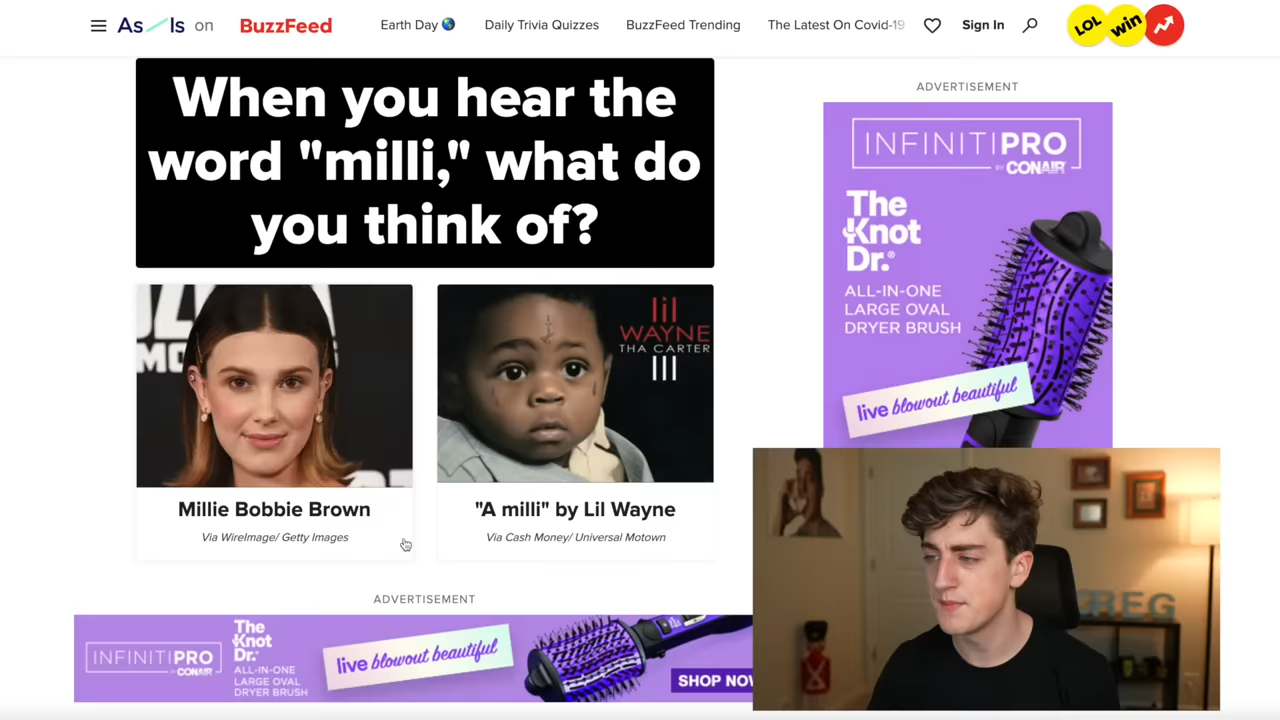 As/Is on BuzzFeed
Earth Day
Daily Trivia Quizzes
BuzzFeed Trending
The Latest On Covid-19
Sign In
LOL
win
When you hear the
word "milli," what do
you think of?
Millie Bobbie Brown
Via WireImage/ Getty Images
lil
WAYNE
THA CARTER
III
"A milli" by Lil Wayne
Via Cash Money/ Universal Motown
ADVERTISEMENT
INFINITIPRO
BY CONAIR
The
Knot
Dr.®
ALL-IN-ONE
LARGE OVAL
DRYER BRUSH
live blowout beautiful
GREG
ADVERTISEMENT
INFINITIPRO
BY CONAIR
The
Knot
Dr.
ALL-IN-ONE
LARGE OVAL
DRYER BRUSH
live blowout beautiful
SHOP NOW